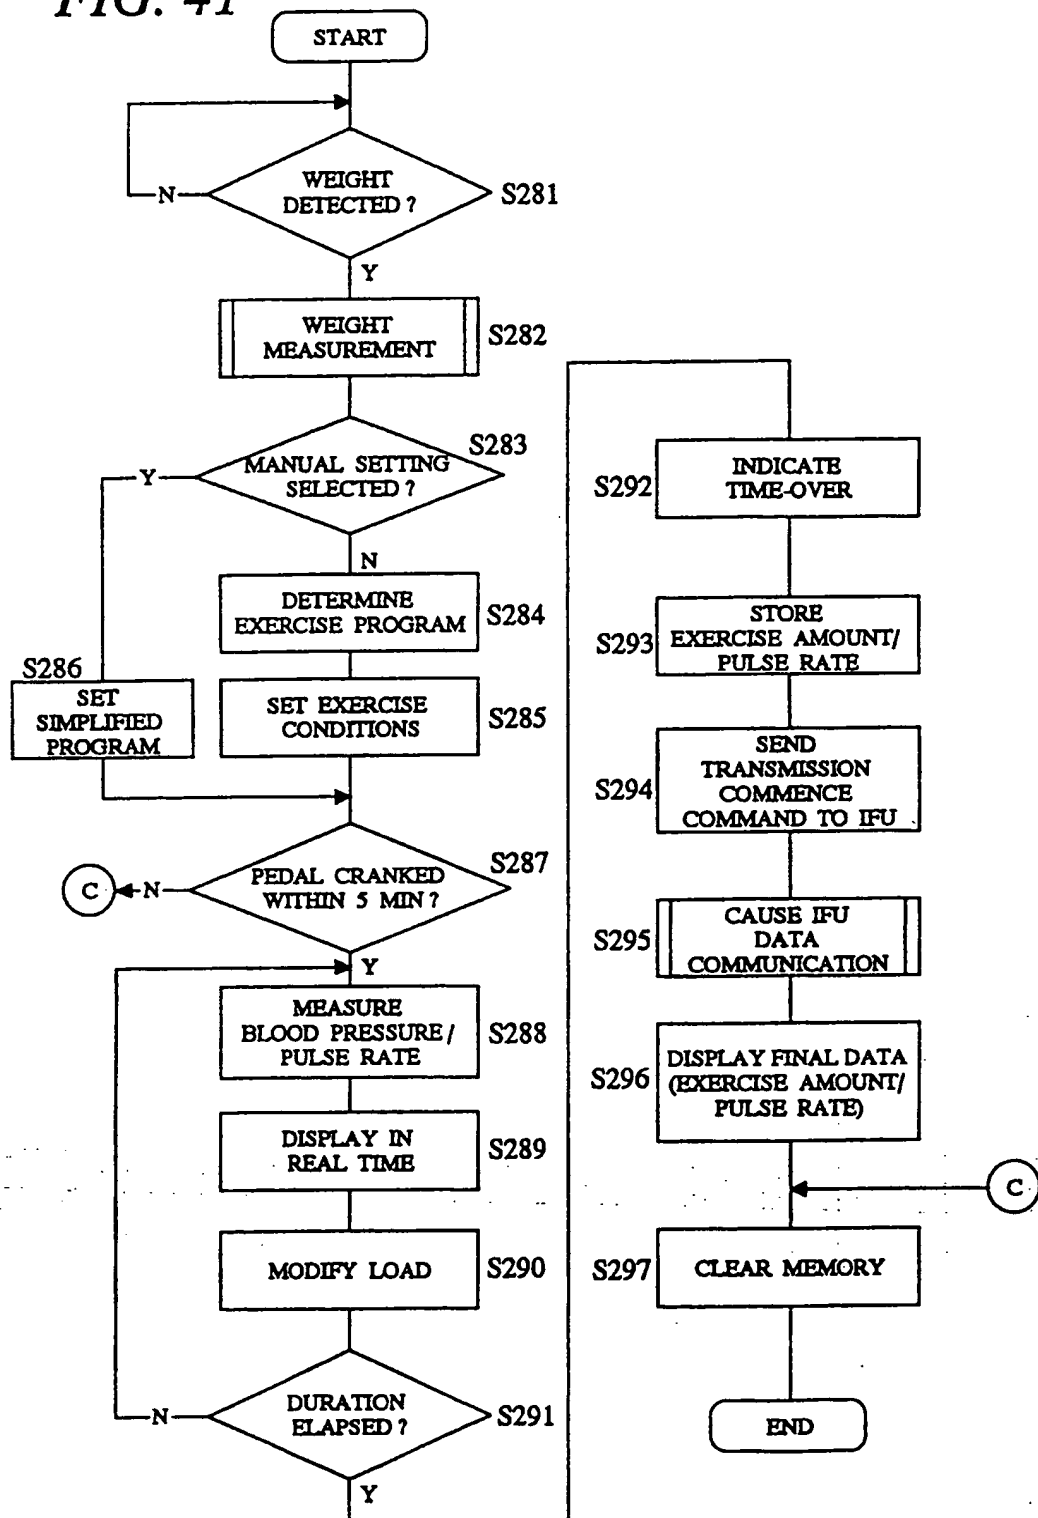 FIG. 41
START
WEIGHT
DETECTED ?
S281
N
Y
WEIGHT
MEASUREMENT
S282
MANUAL SETTING
SELECTED ?
S283
Y
N
DETERMINE
EXERCISE PROGRAM
S284
SET EXERCISE
CONDITIONS
S285
S286
SET
SIMPLIFIED
PROGRAM
PEDAL CRANKED
WITHIN 5 MIN ?
S287
N
C
Y
MEASURE
BLOOD PRESSURE /
PULSE RATE
S288
DISPLAY IN
REAL TIME
S289
MODIFY LOAD
S290
DURATION
ELAPSED ?
S291
N
Y
INDICATE
TIME-OVER
S292
STORE
EXERCISE AMOUNT/
PULSE RATE
S293
SEND
TRANSMISSION
COMMENCE
COMMAND TO IFU
S294
CAUSE IFU
DATA
COMMUNICATION
S295
DISPLAY FINAL DATA
(EXERCISE AMOUNT/
PULSE RATE)
S296
C
CLEAR MEMORY
S297
END